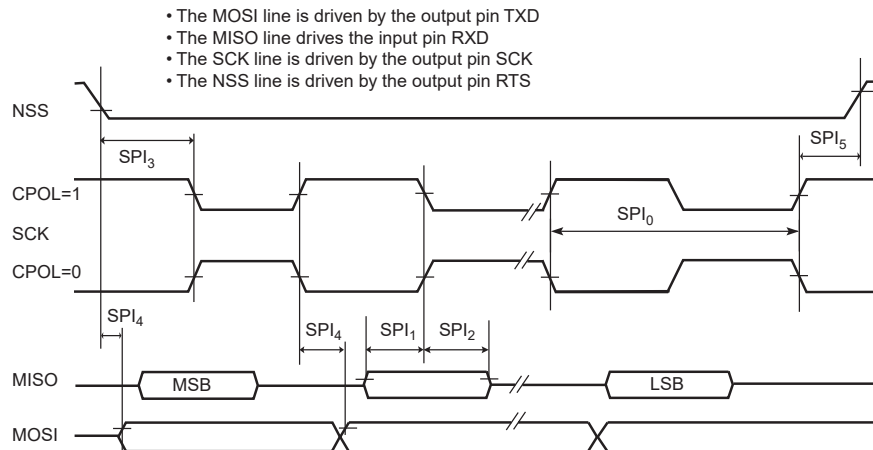 • The MOSI line is driven by the output pin TXD
• The MISO line drives the input pin RXD
• The SCK line is driven by the output pin SCK
• The NSS line is driven by the output pin RTS
NSS
SPI3
SPI5
CPOL=1
SPI0
SCK
CPOL=0
SPI4
SPI4
SPI1
SPI2
MISO
MSB
LSB
MOSI